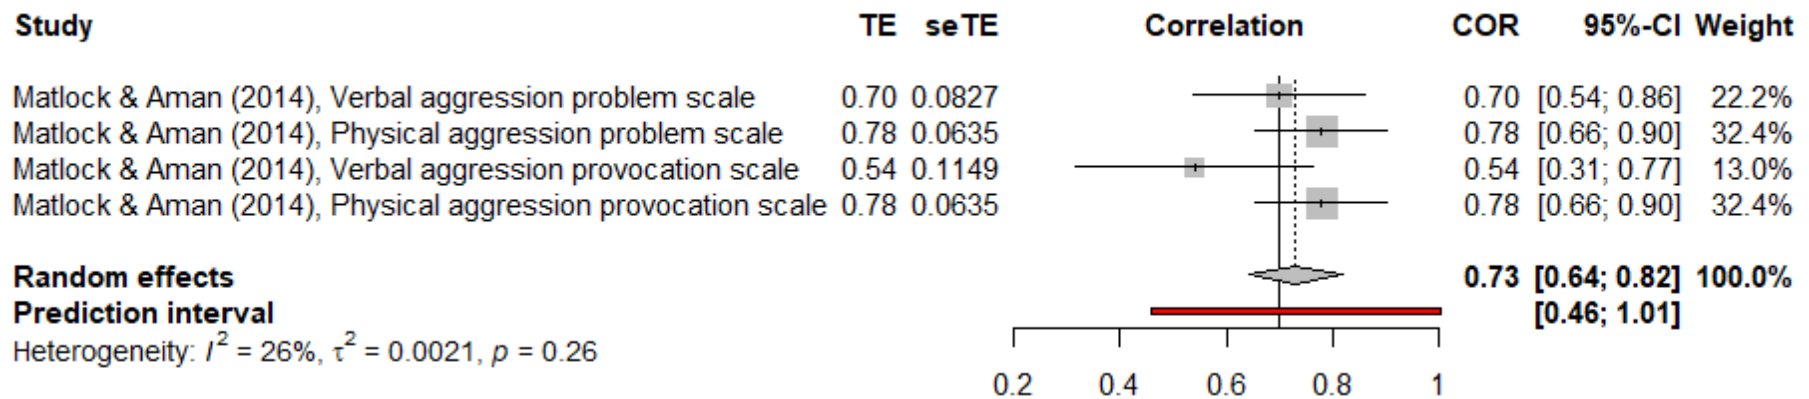 Study TE seTE Correlation COR 95%-CI Weight
Matlock & Aman (2014), Verbal aggression problem scale 0.70 0.0827 0.70 [0.54; 0.86] 22.2%
Matlock & Aman (2014), Physical aggression problem scale 0.78 0.0635 0.78 [0.66; 0.90] 32.4%
Matlock & Aman (2014), Verbal aggression provocation scale 0.54 0.1149 0.54 [0.31; 0.77] 13.0%
Matlock & Aman (2014), Physical aggression provocation scale 0.78 0.0635 0.78 [0.66; 0.90] 32.4%
Random effects 0.73 [0.64; 0.82] 100.0%
Prediction interval [0.46; 1.01]
Heterogeneity: I² = 26%, τ² = 0.0021, p = 0.26
0.2 0.4 0.6 0.8 1